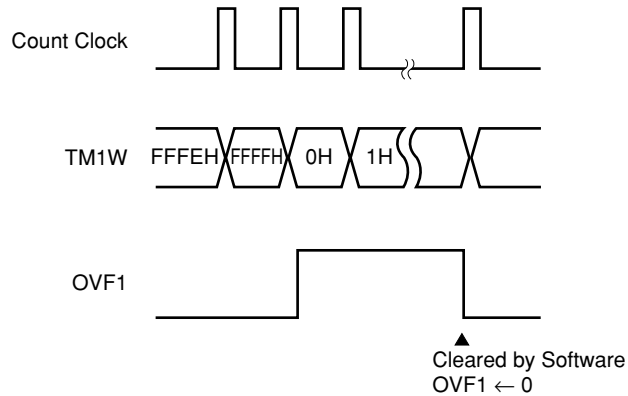 Count Clock
TM1W FFFEH FFFFH 0H 1H
OVF1
Cleared by Software
OVF1 ← 0